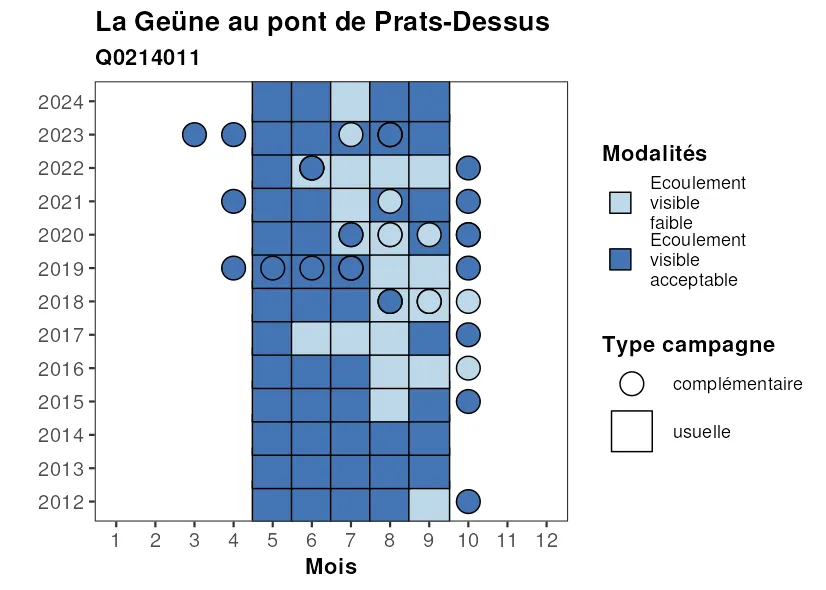 La Geüne au pont de Prats-Dessus
Q0214011
2024
2023
2022
2021
2020
2019
2018
2017
2016
2015
2014
2013
2012
1 2 3 4 5 6 7 8 9 10 11 12
Mois
Modalités
Ecoulement
visible
faible
Ecoulement
visible
acceptable
Type campagne
complémentaire
usuelle